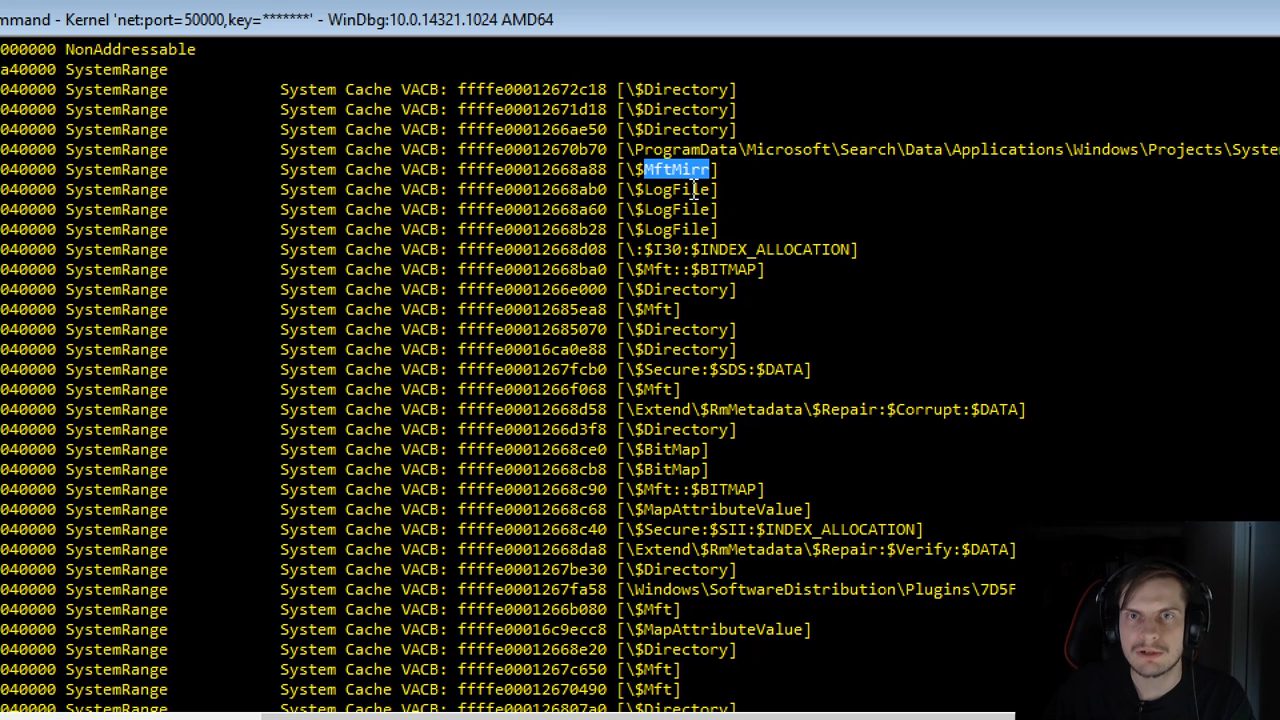 mmand - Kernel 'net:port=50000,key=*******' - WinDbg:10.0.14321.1024 AMD64
000000 NonAddressable
a40000 SystemRange
040000 SystemRange System Cache VACB: ffffe00012672c18 [\$Directory]
040000 SystemRange System Cache VACB: ffffe00012671d18 [\$Directory]
040000 SystemRange System Cache VACB: ffffe0001266ae50 [\$Directory]
040000 SystemRange System Cache VACB: ffffe00012670b70 [\ProgramData\Microsoft\Search\Data\Applications\Windows\Projects\Syste
040000 SystemRange System Cache VACB: ffffe00012668a88 [\$MftMirr]
040000 SystemRange System Cache VACB: ffffe00012668ab0 [\$LogFile]
040000 SystemRange System Cache VACB: ffffe00012668a60 [\$LogFile]
040000 SystemRange System Cache VACB: ffffe00012668b28 [\$LogFile]
040000 SystemRange System Cache VACB: ffffe00012668d08 [\:$I30:$INDEX_ALLOCATION]
040000 SystemRange System Cache VACB: ffffe00012668ba0 [\$Mft::$BITMAP]
040000 SystemRange System Cache VACB: ffffe0001266e000 [\$Directory]
040000 SystemRange System Cache VACB: ffffe00012685ea8 [\$Mft]
040000 SystemRange System Cache VACB: ffffe00012685070 [\$Directory]
040000 SystemRange System Cache VACB: ffffe00016ca0e88 [\$Directory]
040000 SystemRange System Cache VACB: ffffe0001267fcb0 [\$Secure:$SDS:$DATA]
040000 SystemRange System Cache VACB: ffffe0001266f068 [\$Mft]
040000 SystemRange System Cache VACB: ffffe00012668d58 [\Extend\$RmMetadata\$Repair:$Corrupt:$DATA]
040000 SystemRange System Cache VACB: ffffe0001266d3f8 [\$Directory]
040000 SystemRange System Cache VACB: ffffe00012668ce0 [\$BitMap]
040000 SystemRange System Cache VACB: ffffe00012668cb8 [\$BitMap]
040000 SystemRange System Cache VACB: ffffe00012668c90 [\$Mft::$BITMAP]
040000 SystemRange System Cache VACB: ffffe00012668c68 [\$MapAttributeValue]
040000 SystemRange System Cache VACB: ffffe00012668c40 [\$Secure:$SII:$INDEX_ALLOCATION]
040000 SystemRange System Cache VACB: ffffe00012668da8 [\Extend\$RmMetadata\$Repair:$Verify:$DATA]
040000 SystemRange System Cache VACB: ffffe0001267be30 [\$Directory]
040000 SystemRange System Cache VACB: ffffe0001267fa58 [\Windows\SoftwareDistribution\Plugins\7D5F
040000 SystemRange System Cache VACB: ffffe0001266b080 [\$Mft]
040000 SystemRange System Cache VACB: ffffe00016c9ecc8 [\$MapAttributeValue]
040000 SystemRange System Cache VACB: ffffe00012668e20 [\$Directory]
040000 SystemRange System Cache VACB: ffffe0001267c650 [\$Mft]
040000 SystemRange System Cache VACB: ffffe00012670490 [\$Mft]
040000 SystemRange System Cache VACB: ffffe000126807a0 [\$Directory]